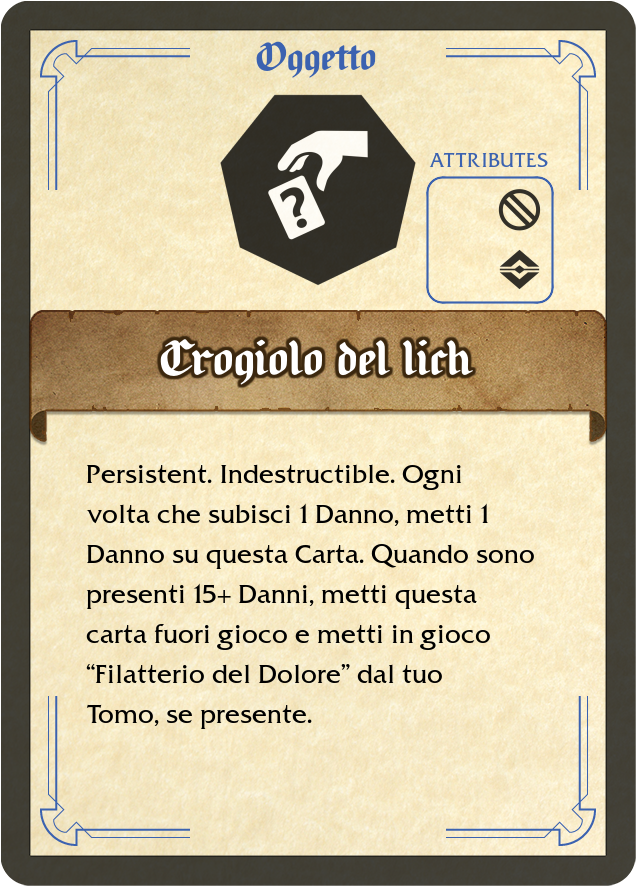 Oggetto
?
ATTRIBUTES
Crogiolo del lich
Persistent. Indestructible. Ogni
volta che subisci 1 Danno, metti 1
Danno su questa Carta. Quando sono
presenti 15+ Danni, metti questa
carta fuori gioco e metti in gioco
“Filatterio del Dolore” dal tuo
Tomo, se presente.